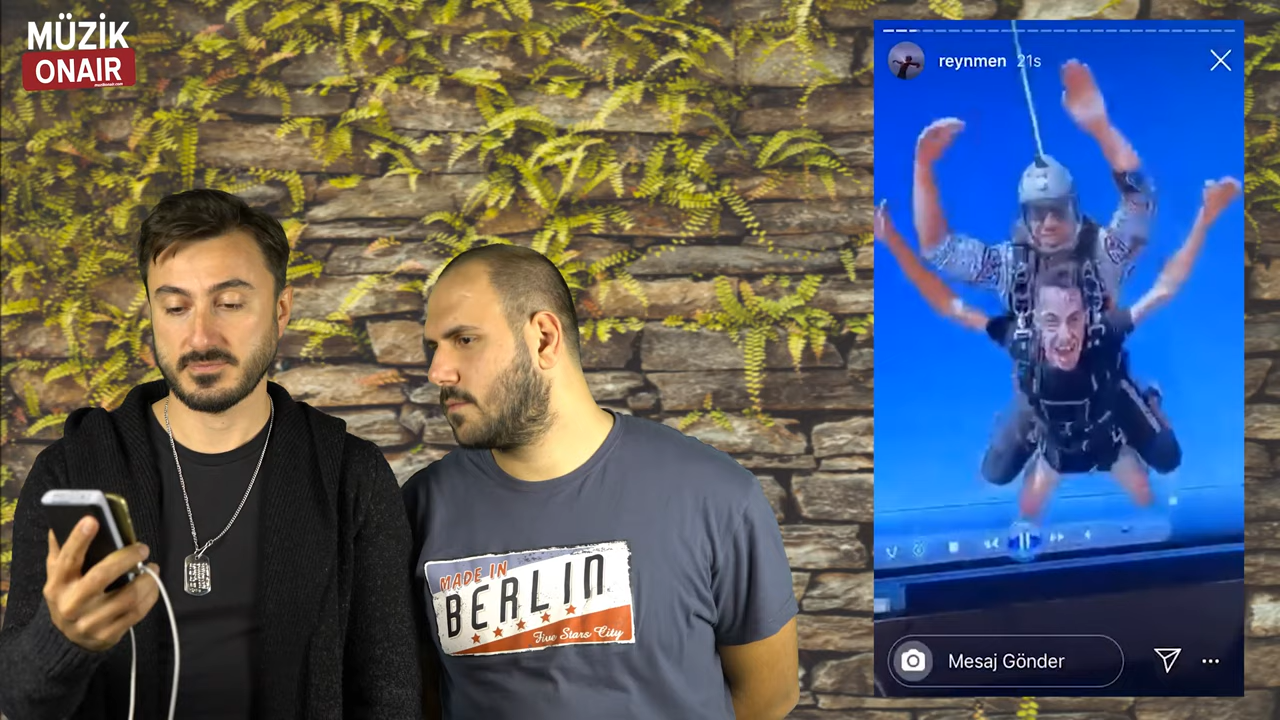 MÜZİK
ONAIR
reynmen 21s
MADE IN
BERLIN
Five Stars City
Mesaj Gönder